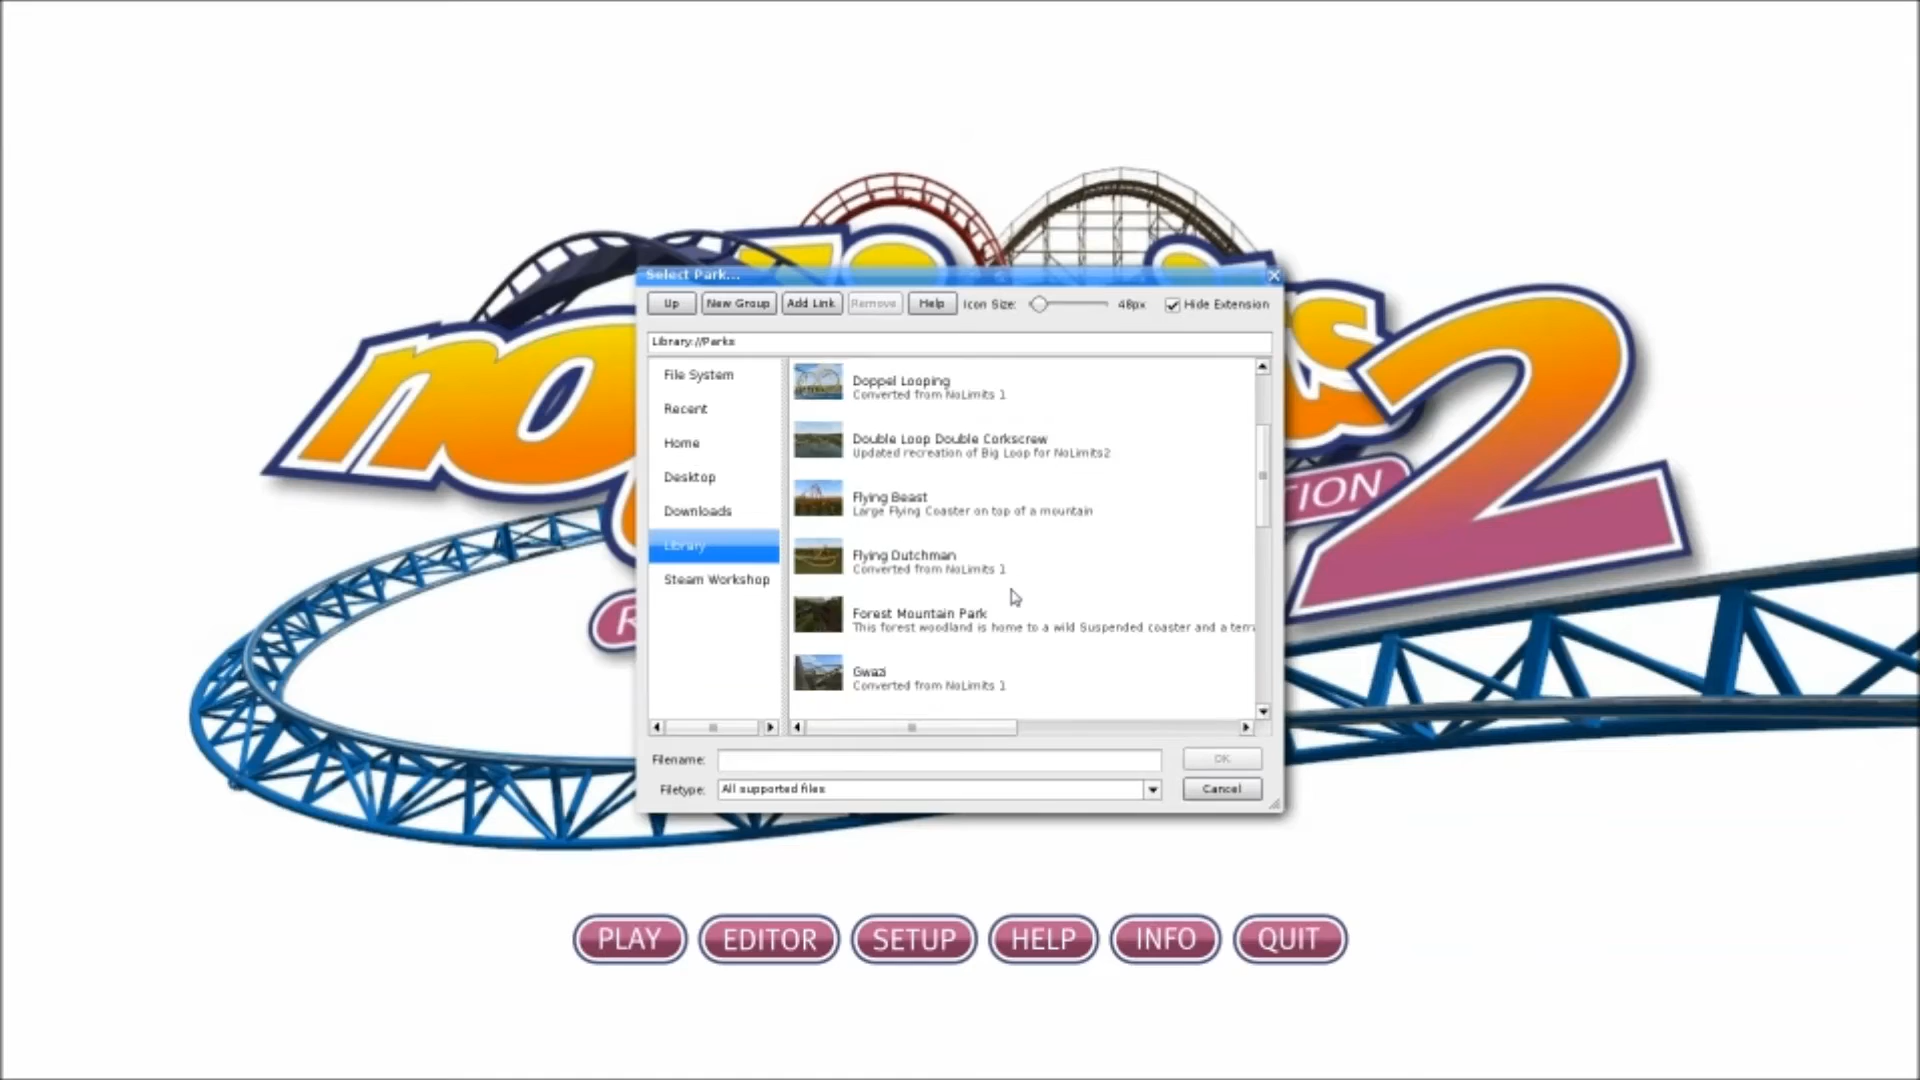 Select Park...
Up New Group Add Link Remove Help Icon Size: 48px Hide Extension
Library://Parks
File System
Recent
Home
Desktop
Downloads
Library
Steam Workshop
Doppel Looping
Converted from NoLimits 1
Double Loop Double Corkscrew
Updated recreation of Big Loop for NoLimits2
Flying Beast
Large Flying Coaster on top of a mountain
Flying Dutchman
Converted from NoLimits 1
Forest Mountain Park
This forest woodland is home to a wild Suspended coaster and a terr
Gwazi
Converted from NoLimits 1
Filename: OK
Filetype: All supported files Cancel
no s 2
R TION
PLAY EDITOR SETUP HELP INFO QUIT